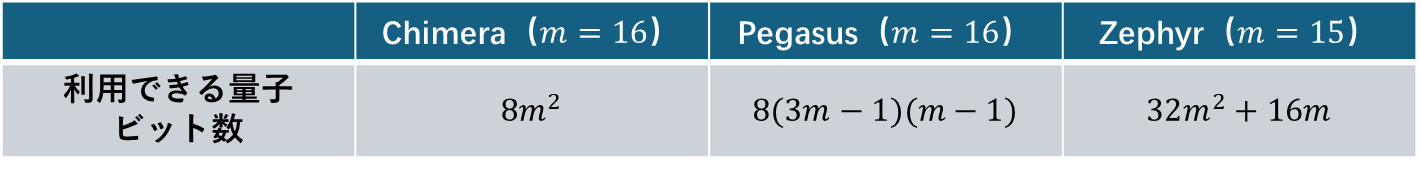 Chimera（𝑚 = 16） Pegasus（𝑚 = 16） Zephyr（𝑚 = 15）
利用できる量子
ビット数
8𝑚² 8(3𝑚 − 1)(𝑚 − 1) 32𝑚² + 16𝑚